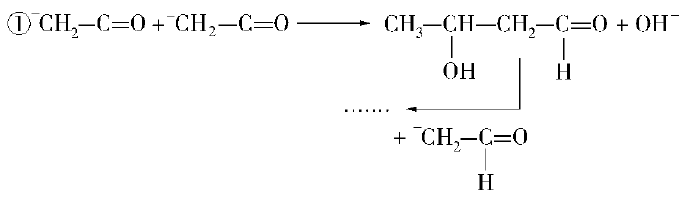 ①⁻CH₂—C=O + ⁻CH₂—C=O ⟶ CH₃—CH—CH₂—C=O + OH⁻
OH H
……
+ ⁻CH₂—C=O
H